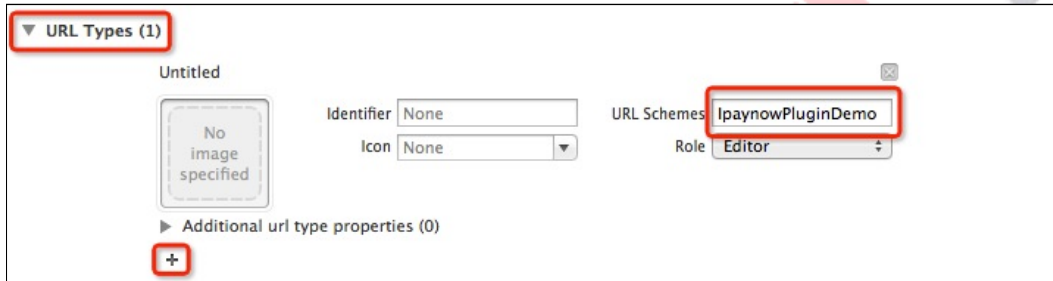 URL Types (1)
Untitled
Identifier None URL Schemes IpaynowPluginDemo
No image specified
Icon None Role Editor
Additional url type properties (0)
+